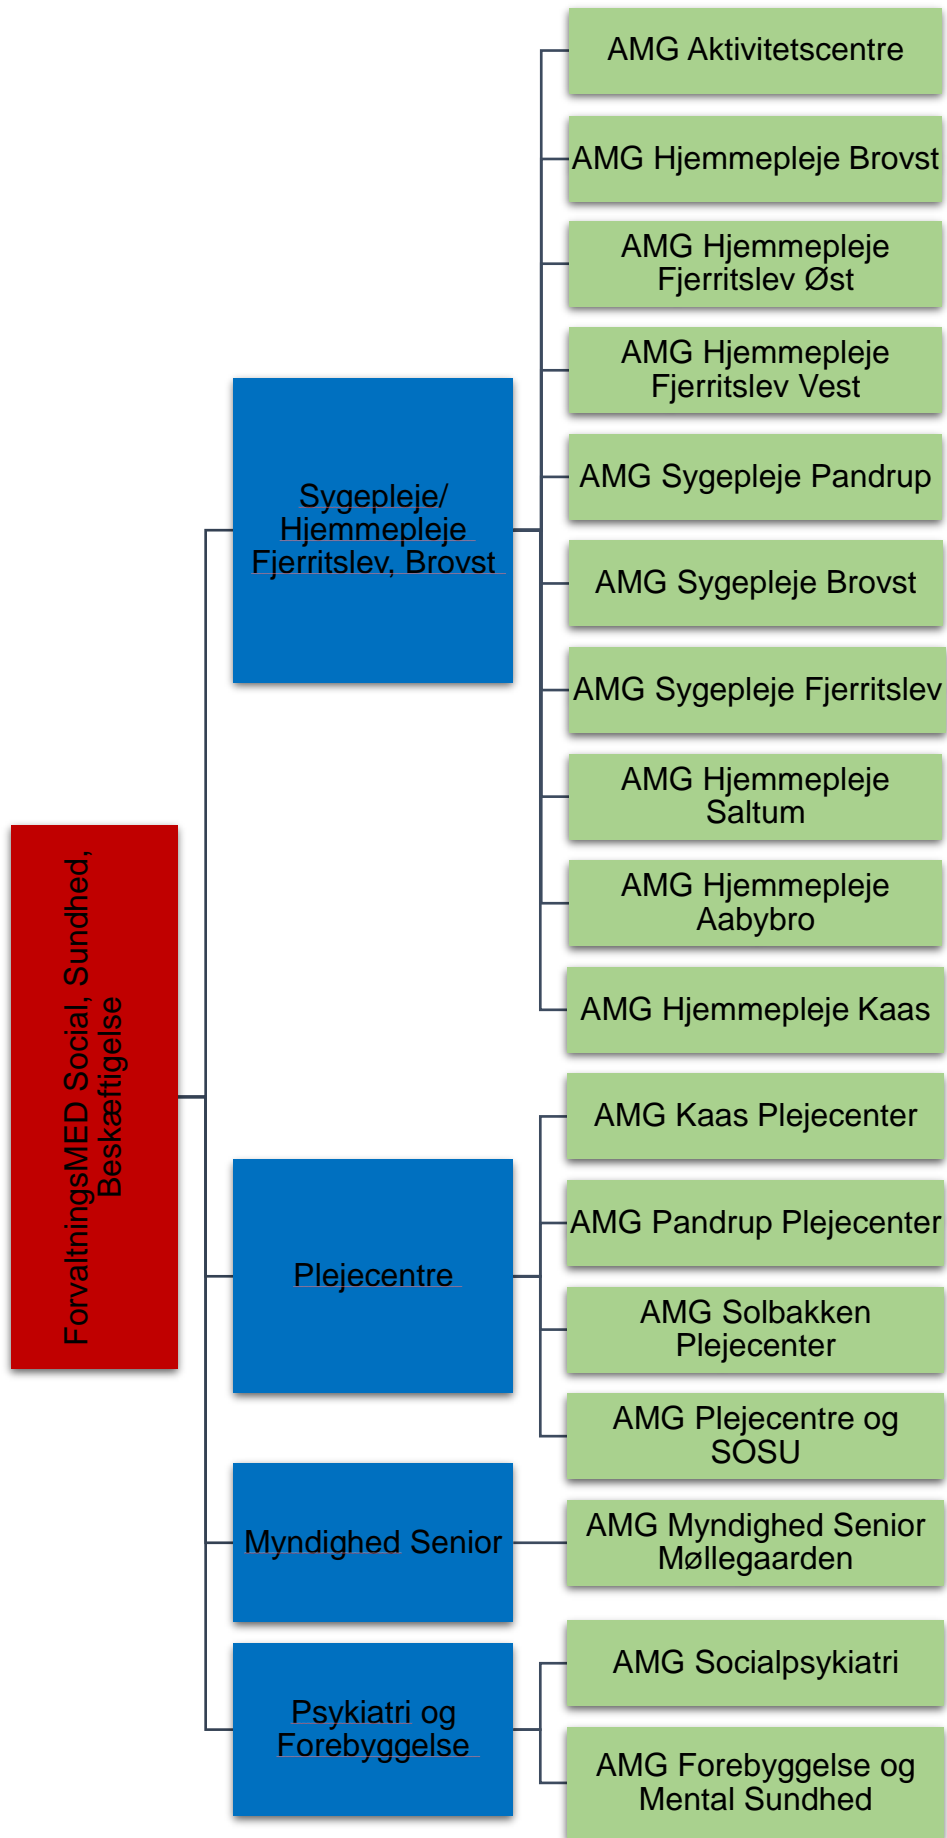 ForvaltningsMED Social, Sundhed,
Beskæftigelse
Sygepleje/
Hjemmepleje
Fjerritslev, Brovst
AMG Aktivitetscentre
AMG Hjemmepleje Brovst
AMG Hjemmepleje
Fjerritslev Øst
AMG Hjemmepleje
Fjerritslev Vest
AMG Sygepleje Pandrup
AMG Sygepleje Brovst
AMG Sygepleje Fjerritslev
AMG Hjemmepleje
Saltum
AMG Hjemmepleje
Aabybro
AMG Hjemmepleje Kaas
Plejecentre
AMG Kaas Plejecenter
AMG Pandrup Plejecenter
AMG Solbakken
Plejecenter
AMG Plejecentre og
SOSU
Myndighed Senior
AMG Myndighed Senior
Møllegaarden
Psykiatri og
Forebyggelse
AMG Socialpsykiatri
AMG Forebyggelse og
Mental Sundhed